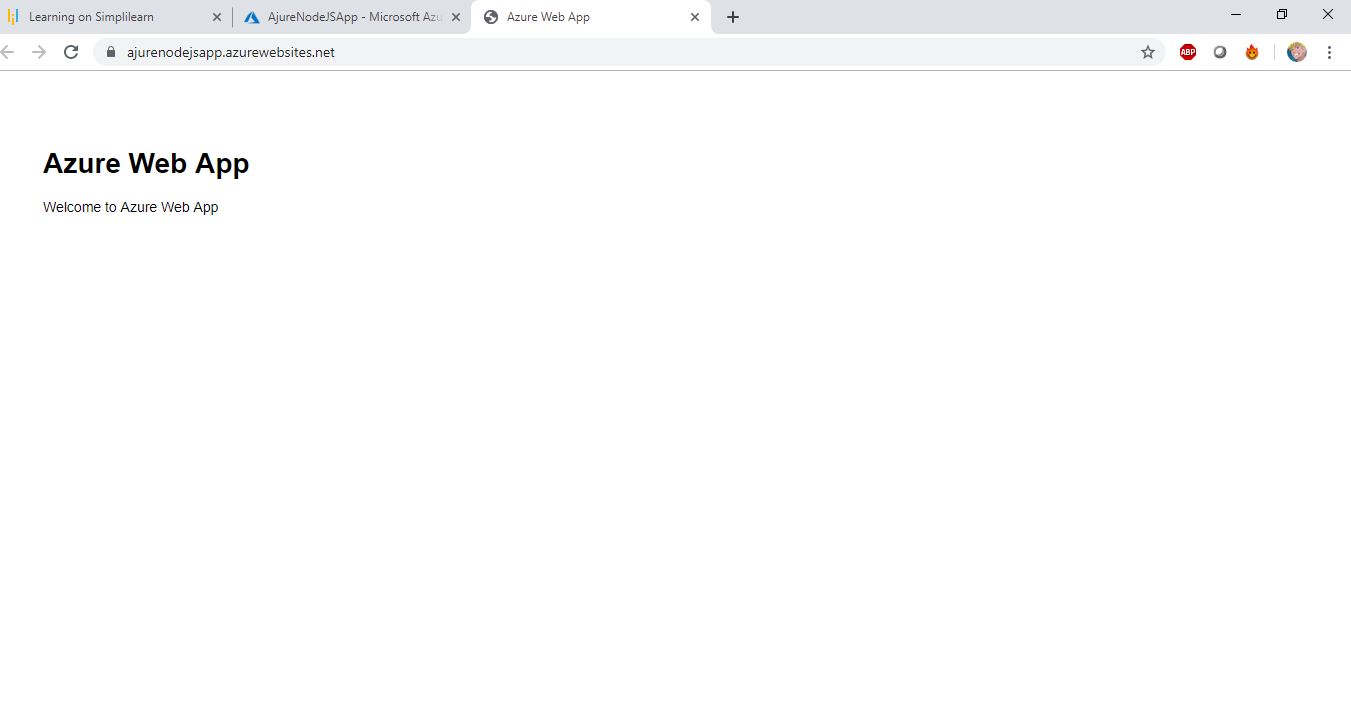 Learning on Simplilearn
AjureNodeJSApp - Microsoft Azu
Azure Web App
ajurenodejsapp.azurewebsites.net
ABP
Azure Web App
Welcome to Azure Web App